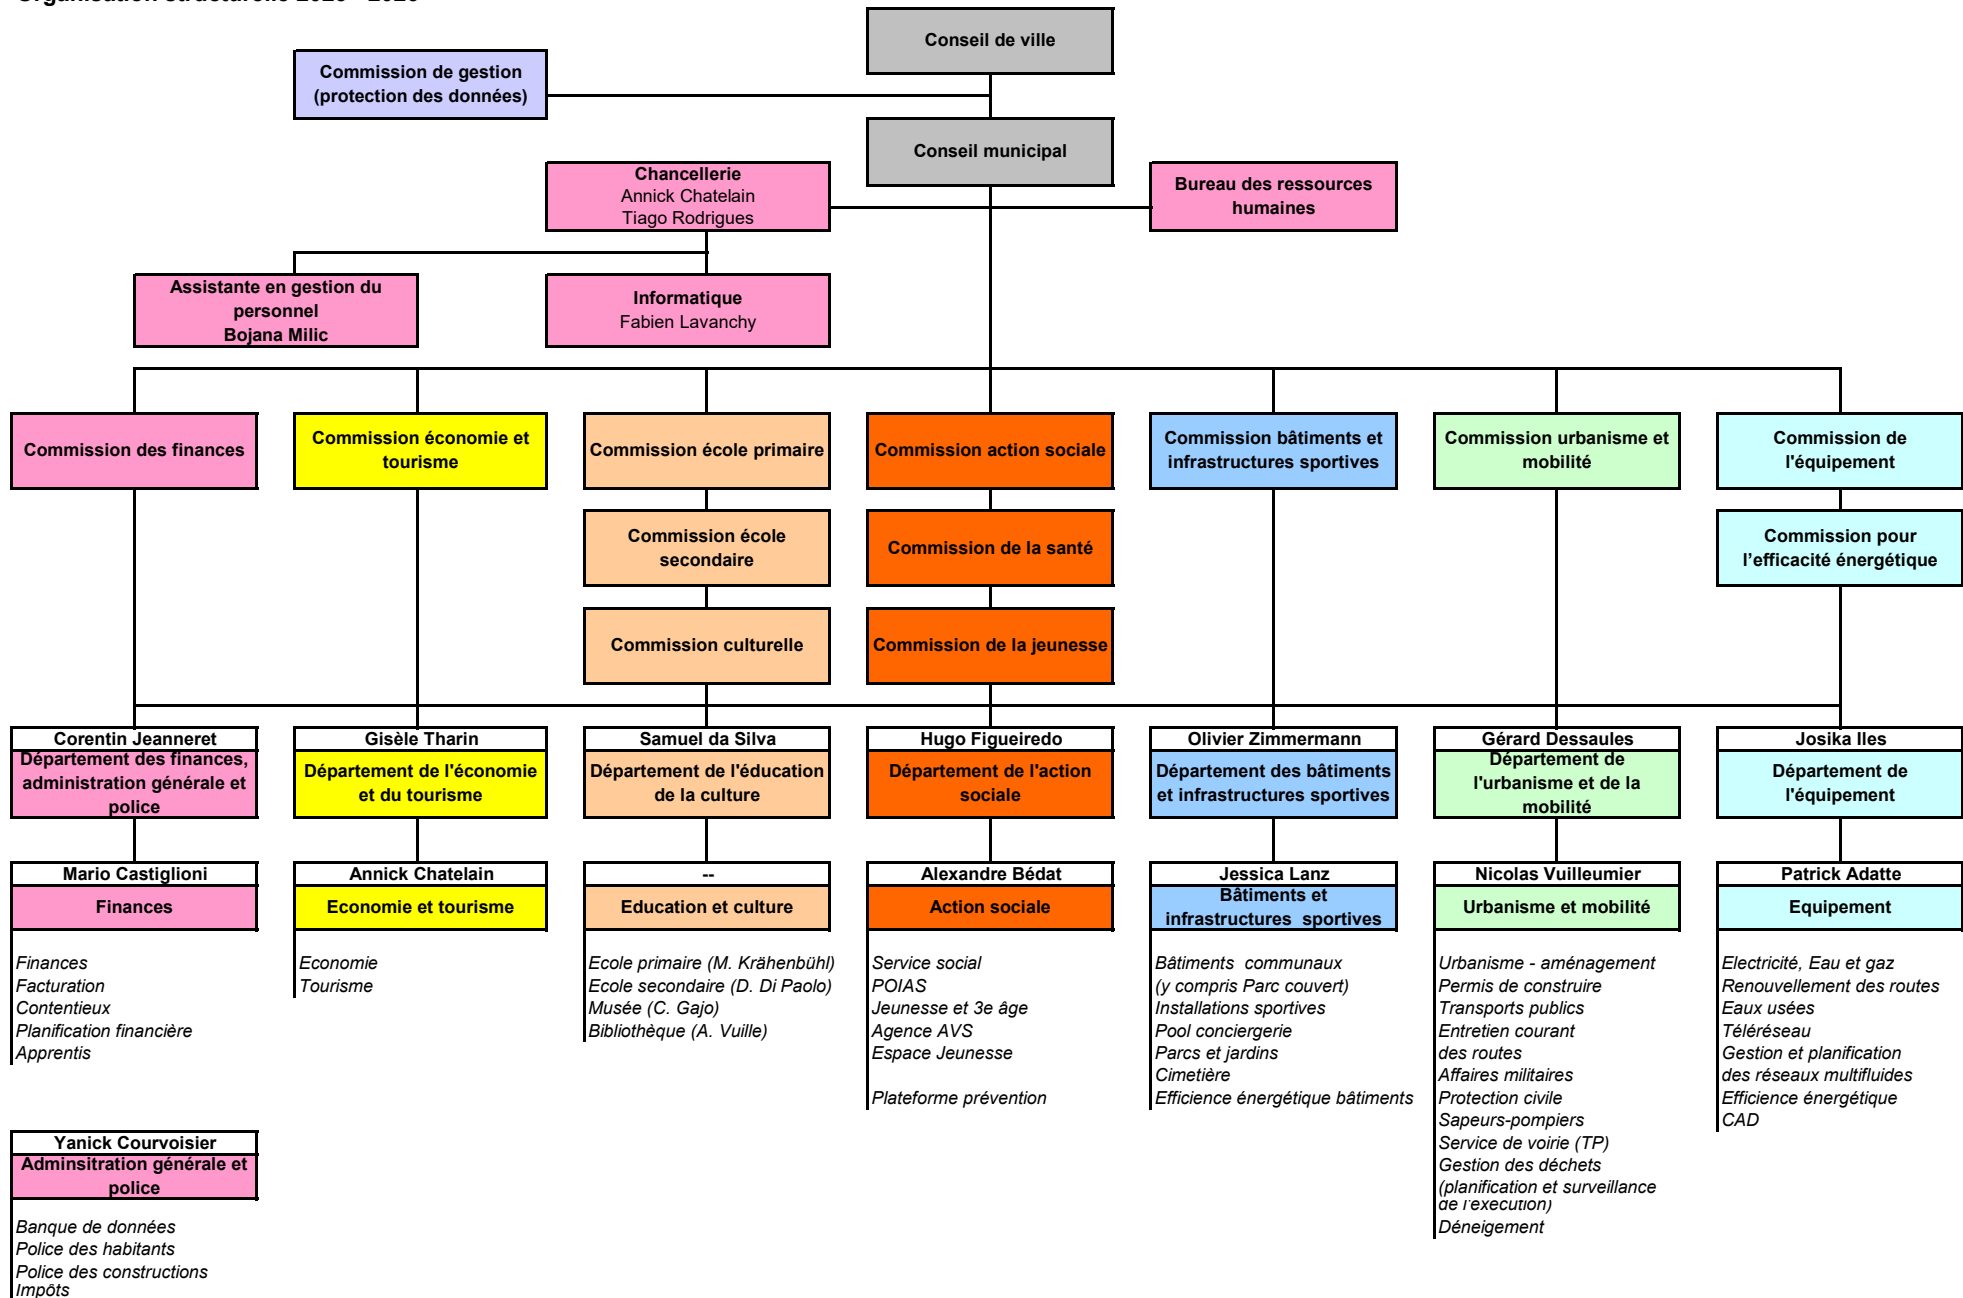 Conseil de ville
Commission de gestion
(protection des données)
Conseil municipal
Chancellerie
Annick Chatelain
Tiago Rodrigues
Bureau des ressources
humaines
Assistante en gestion du
personnel
Bojana Milic
Informatique
Fabien Lavanchy
Commission des finances
Commission économie et
tourisme
Commission école primaire
Commission action sociale
Commission bâtiments et
infrastructures sportives
Commission urbanisme et
mobilité
Commission de
l'équipement
Commission école
secondaire
Commission de la santé
Commission pour
l’efficacité énergétique
Commission culturelle
Commission de la jeunesse
Corentin Jeanneret
Département des finances,
administration générale et
police
Gisèle Tharin
Département de l'économie
et du tourisme
Samuel da Silva
Département de l'éducation
de la culture
Hugo Figueiredo
Département de l'action
sociale
Olivier Zimmermann
Département des bâtiments
et infrastructures sportives
Gérard Dessaules
Département de
l'urbanisme et de la
mobilité
Josika Iles
Département de
l'équipement
Mario Castiglioni
Finances
Annick Chatelain
Economie et tourisme
--
Education et culture
Alexandre Bédat
Action sociale
Jessica Lanz
Bâtiments et
infrastructures  sportives
Nicolas Vuilleumier
Urbanisme et mobilité
Patrick Adatte
Equipement
Finances
Facturation
Contentieux
Planification financière
Apprentis
Economie
Tourisme
Ecole primaire (M. Krähenbühl)
Ecole secondaire (D. Di Paolo)
Musée (C. Gajo)
Bibliothèque (A. Vuille)
Service social
POIAS
Jeunesse et 3e âge
Agence AVS
Espace Jeunesse
Plateforme prévention
Bâtiments  communaux
(y compris Parc couvert)
Installations sportives
Pool conciergerie
Parcs et jardins
Cimetière
Efficience énergétique bâtiments
Urbanisme - aménagement
Permis de construire
Transports publics
Entretien courant
des routes
Affaires militaires
Protection civile
Sapeurs-pompiers
Service de voirie (TP)
Gestion des déchets
(planification et surveillance
de l'exécution)
Déneigement
Electricité, Eau et gaz
Renouvellement des routes
Eaux usées
Téléréseau
Gestion et planification
des réseaux multifluides
Efficience énergétique
CAD
Yanick Courvoisier
Adminsitration générale et
police
Banque de données
Police des habitants
Police des constructions
Impôts